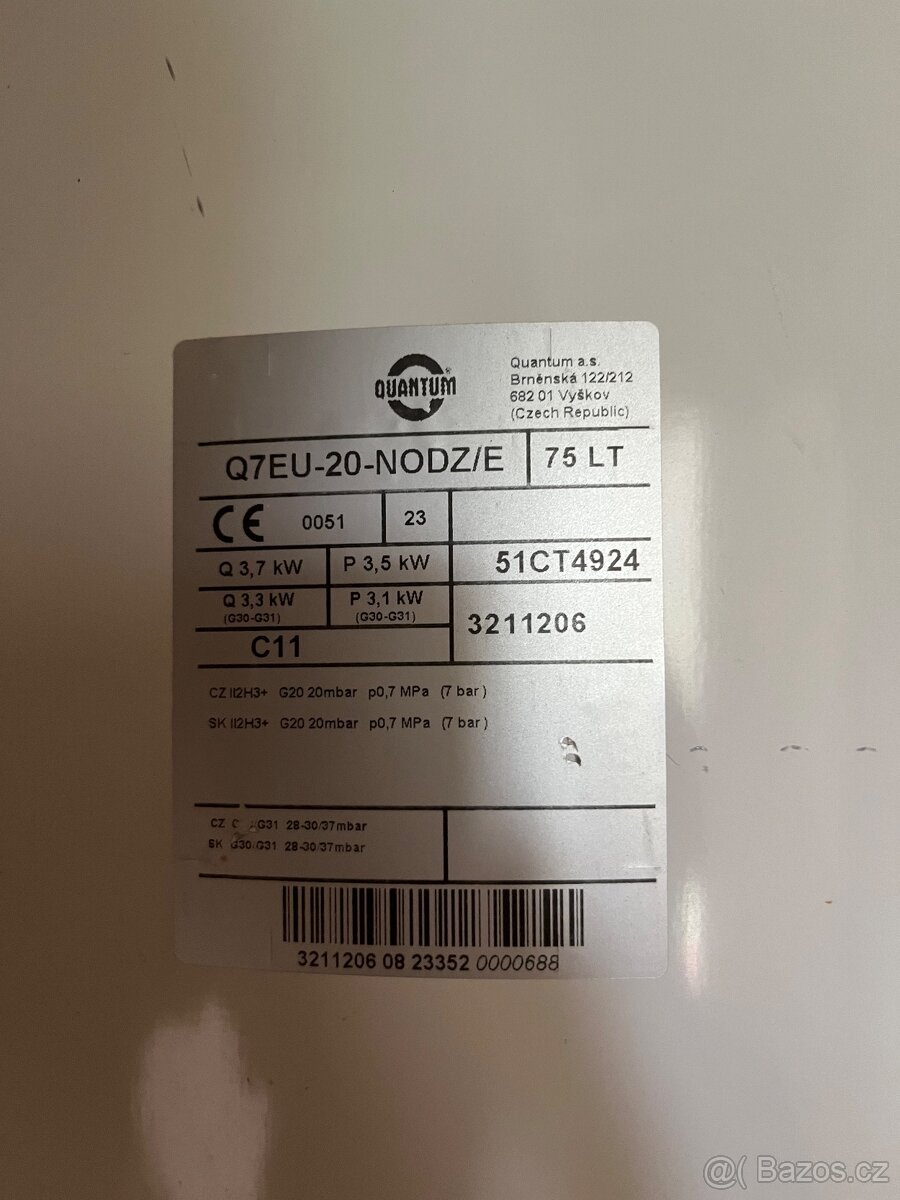 QUANTUM®
Quantum a.s.
Brněnská 122/212
682 01 Vyškov
(Czech Republic)
Q7EU-20-NODZ/E 75 LT
CE 0051 23
Q 3,7 kW P 3,5 kW 51CT4924
Q 3,3 kW P 3,1 kW
(G30-G31) (G30-G31)
3211206
C11
CZ II2H3+ G20 20mbar p0,7 MPa (7 bar)
SK II2H3+ G20 20mbar p0,7 MPa (7 bar)
CZ G31 28-30/37mbar
SK G30/G31 28-30/37mbar
3211206 08 23352 0000688
@( Bazos.cz